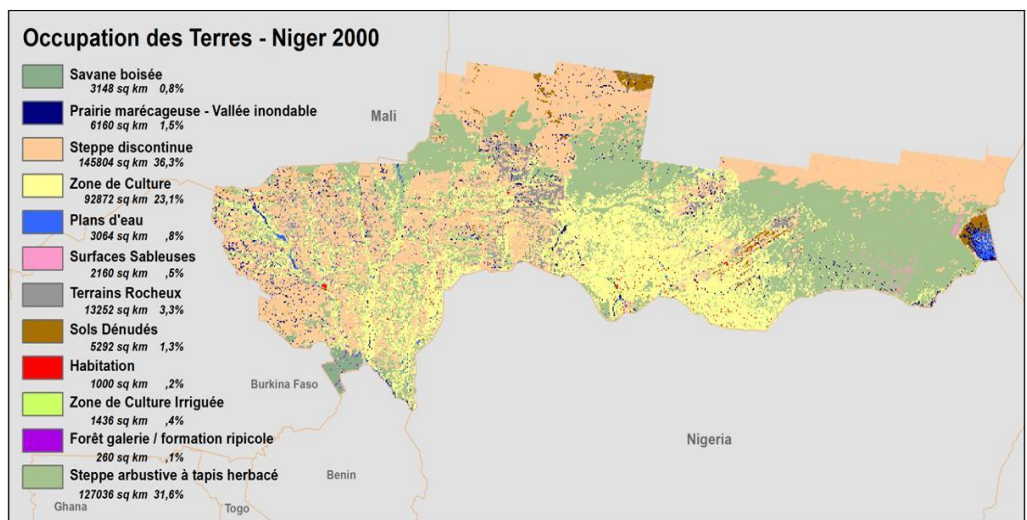 Occupation des Terres - Niger 2000
Savane boisée
3148 sq km 0,8%
Prairie marécageuse - Vallée inondable
6160 sq km 1,5%
Steppe discontinue
145804 sq km 36,3%
Zone de Culture
92872 sq km 23,1%
Plans d'eau
3064 sq km ,8%
Surfaces Sableuses
2160 sq km ,5%
Terrains Rocheux
13252 sq km 3,3%
Sols Dénudés
5292 sq km 1,3%
Habitation
1000 sq km ,2%
Zone de Culture Irriguée
1436 sq km ,4%
Forêt galerie / formation ripicole
260 sq km ,1%
Steppe arbustive à tapis herbacé
127036 sq km 31,6%
Mali
Burkina Faso
Nigeria
Benin
Ghana
Togo